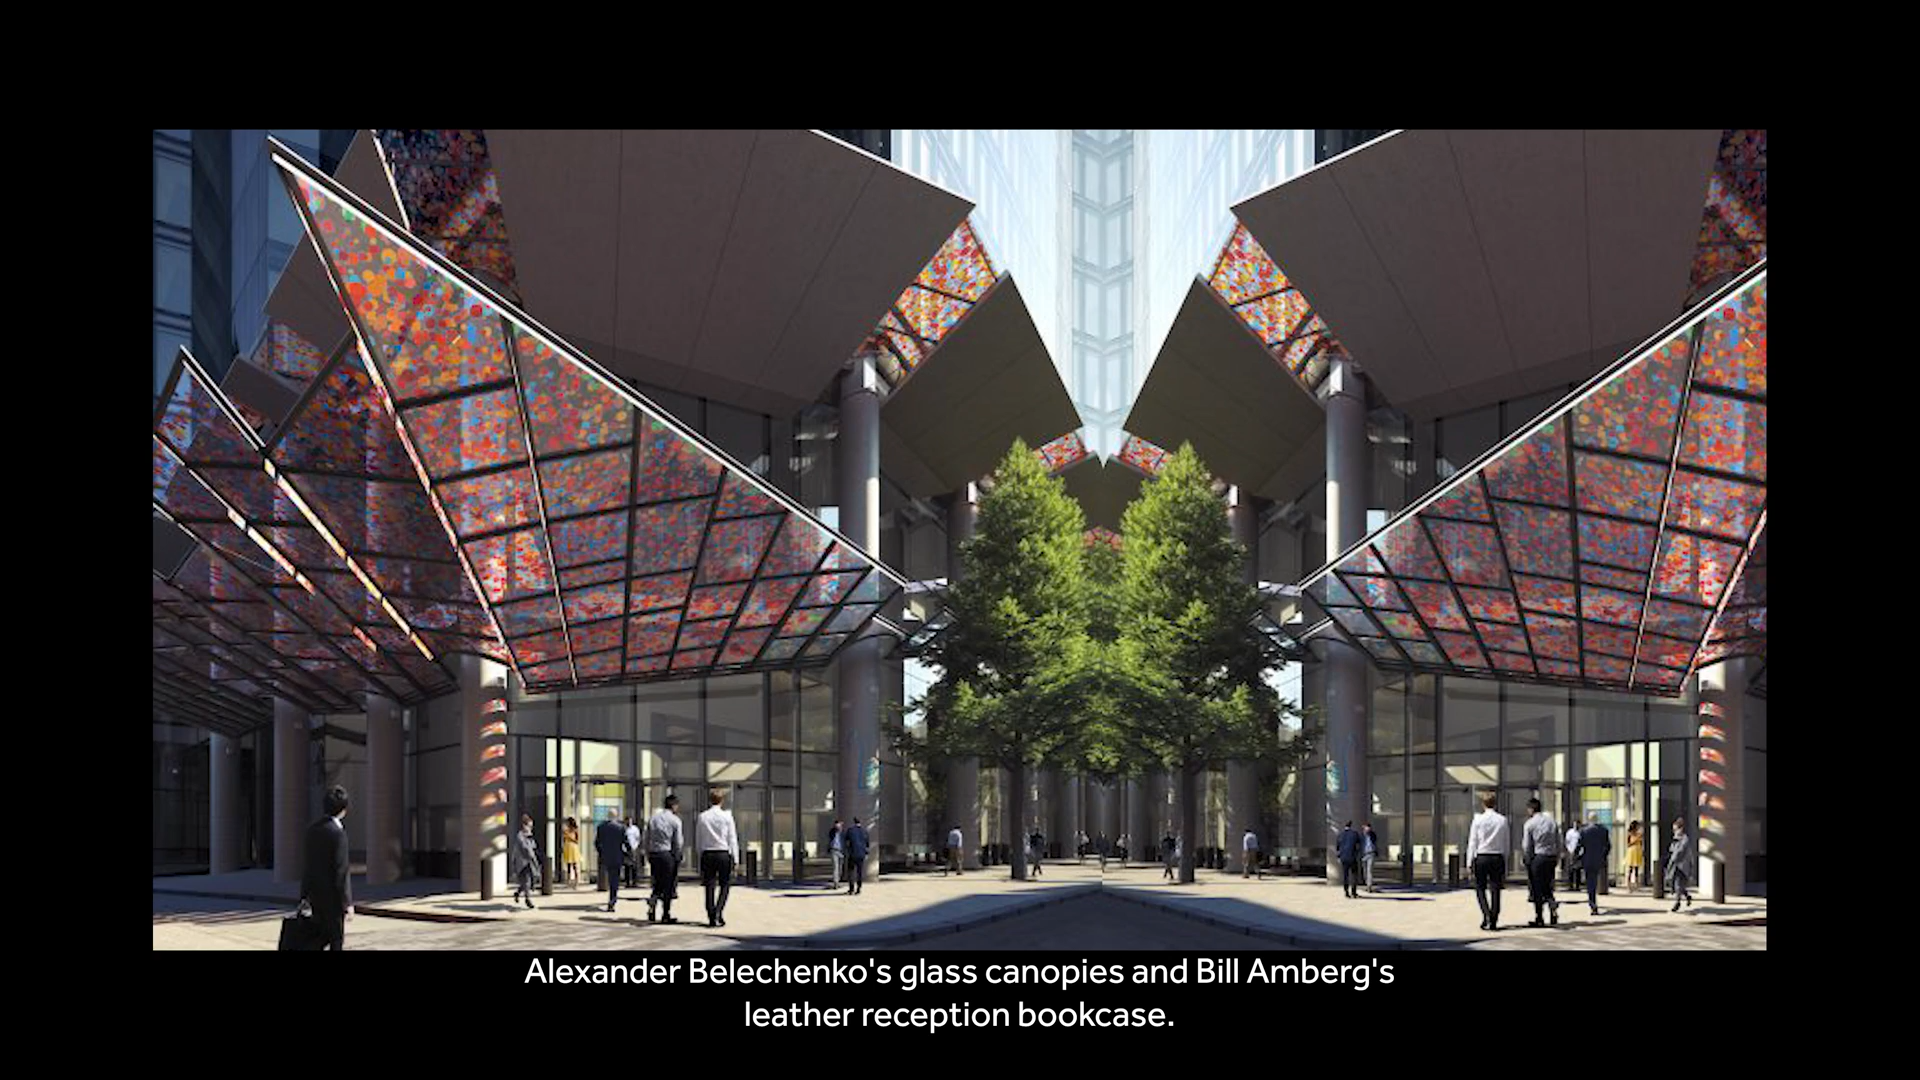 Alexander Belechenko's glass canopies and Bill Amberg's
leather reception bookcase.